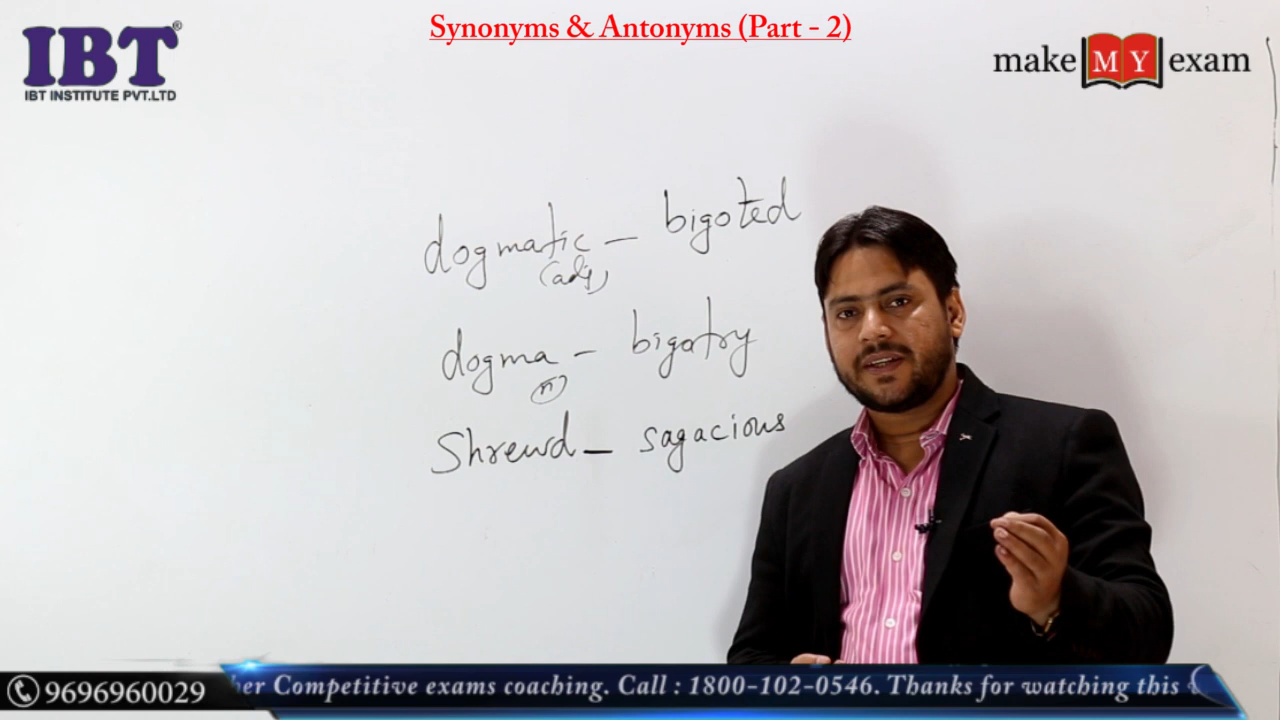 Synonyms & Antonyms (Part - 2)
IBT®
IBT INSTITUTE PVT.LTD
make MY exam
dogmatic - bigoted
(adj)
dogma - bigotry
(n)
Shrewd - sagacious
9696960029
her Competitive exams coaching. Call : 1800-102-0546. Thanks for watching this